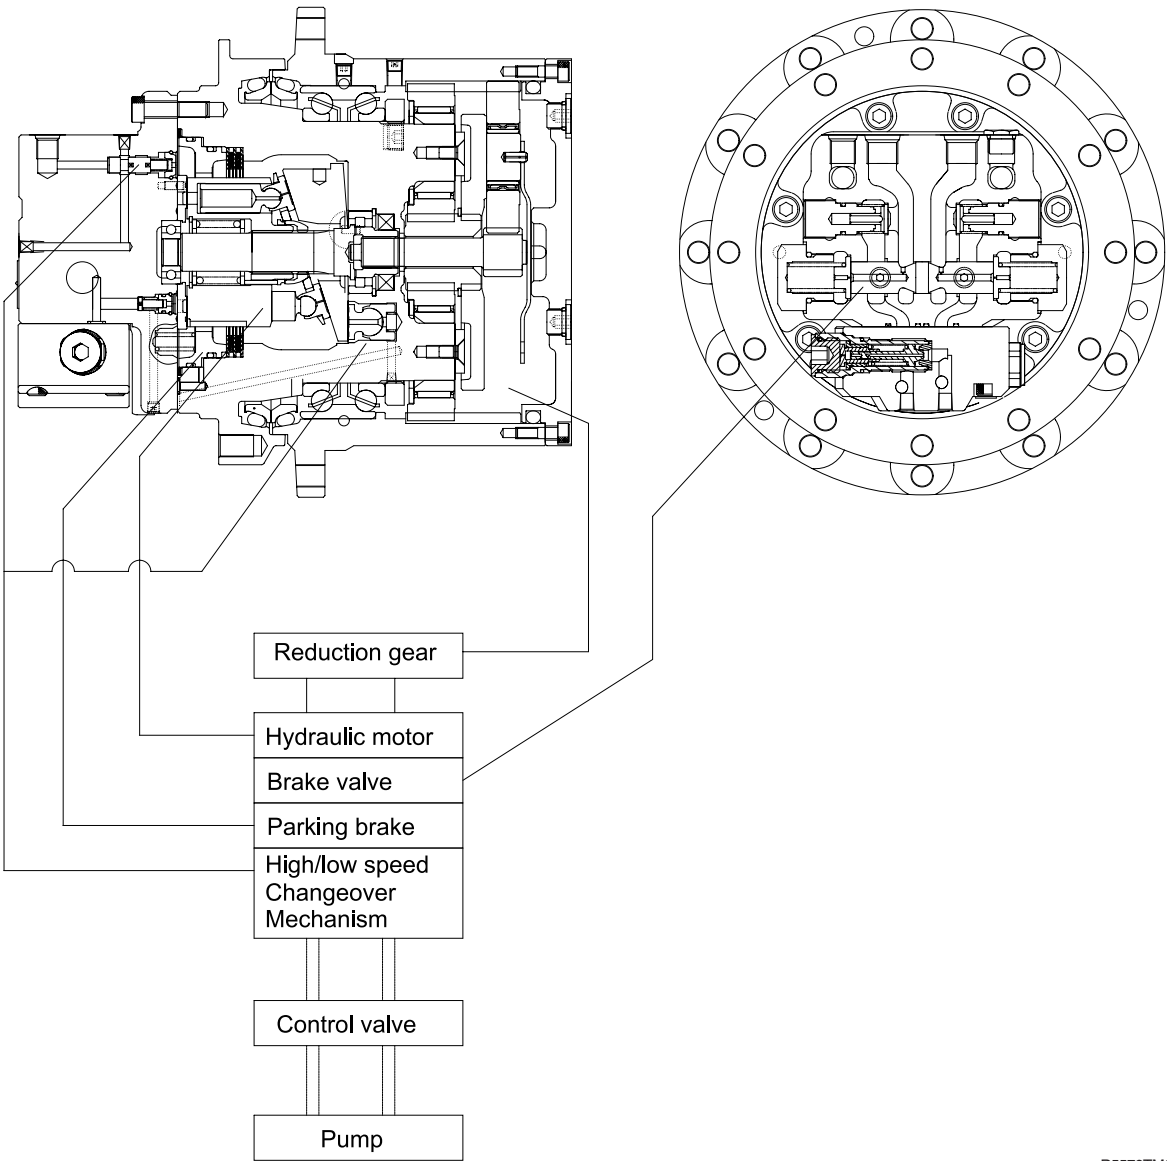 Reduction gear
Hydraulic motor
Brake valve
Parking brake
High/low speed
Changeover
Mechanism
Control valve
Pump